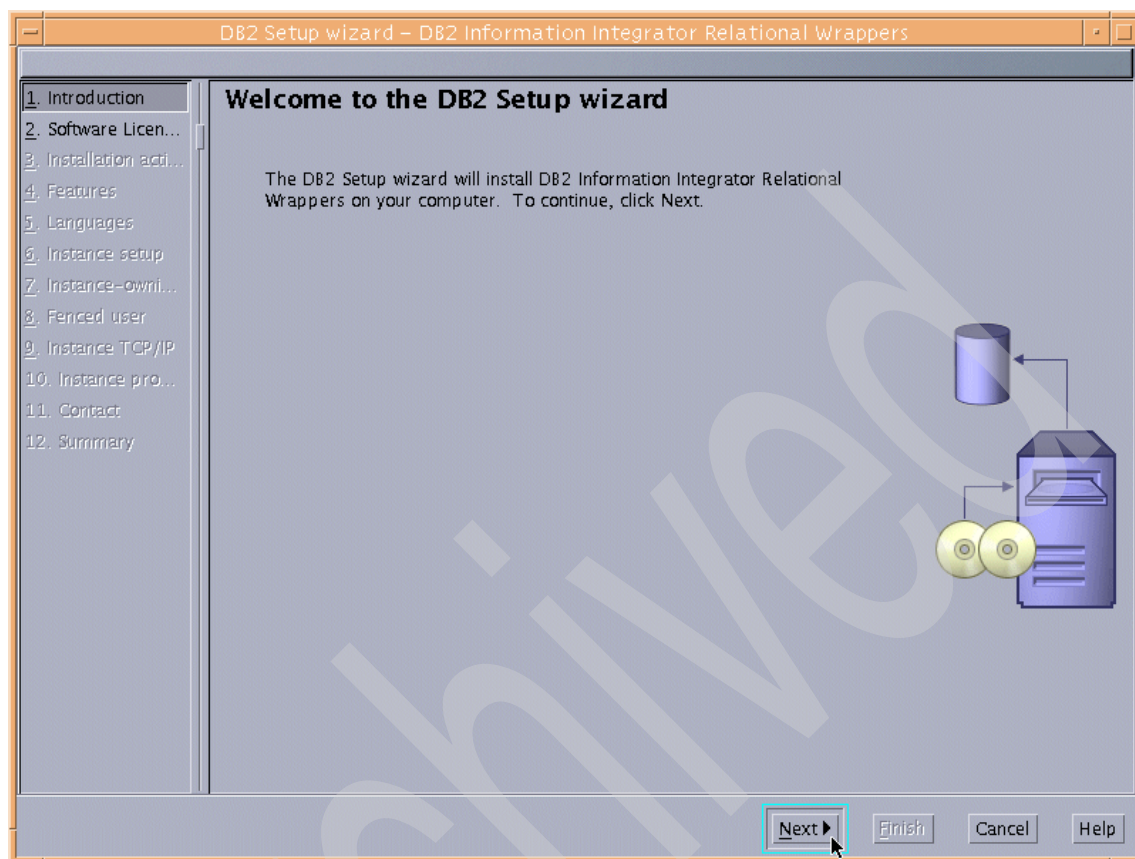 DB2 Setup wizard – DB2 Information Integrator Relational Wrappers
1. Introduction
2. Software Licen...
3. Installation acti...
4. Features
5. Languages
6. Instance setup
7. Instance-owni...
8. Fenced user
9. Instance TCP/IP
10. Instance pro...
11. Contact
12. Summary
Welcome to the DB2 Setup wizard
The DB2 Setup wizard will install DB2 Information Integrator Relational
Wrappers on your computer. To continue, click Next.
Next
Finish
Cancel
Help